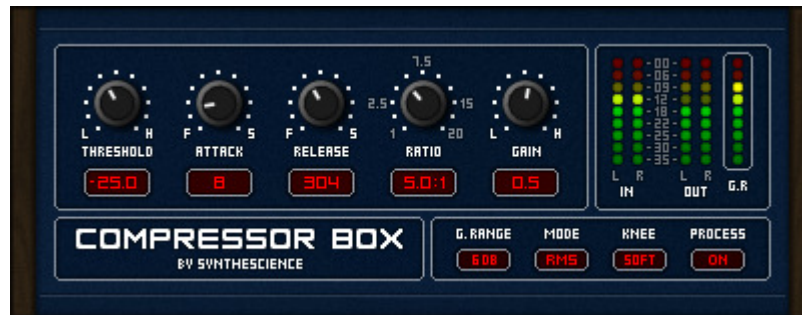 7.5
2.5 15
L H F S F S 1 20 L H
THRESHOLD ATTACK RELEASE RATIO GAIN
-25.0 8 304 5.0:1 0.5
-00-
-06-
-09-
-12-
-18-
-22-
-25-
-30-
-35-
L R L R
IN OUT G.R
COMPRESSOR BOX
BY SYNTHESCIENCE
G.RANGE MODE KNEE PROCESS
6DB RMS SOFT ON